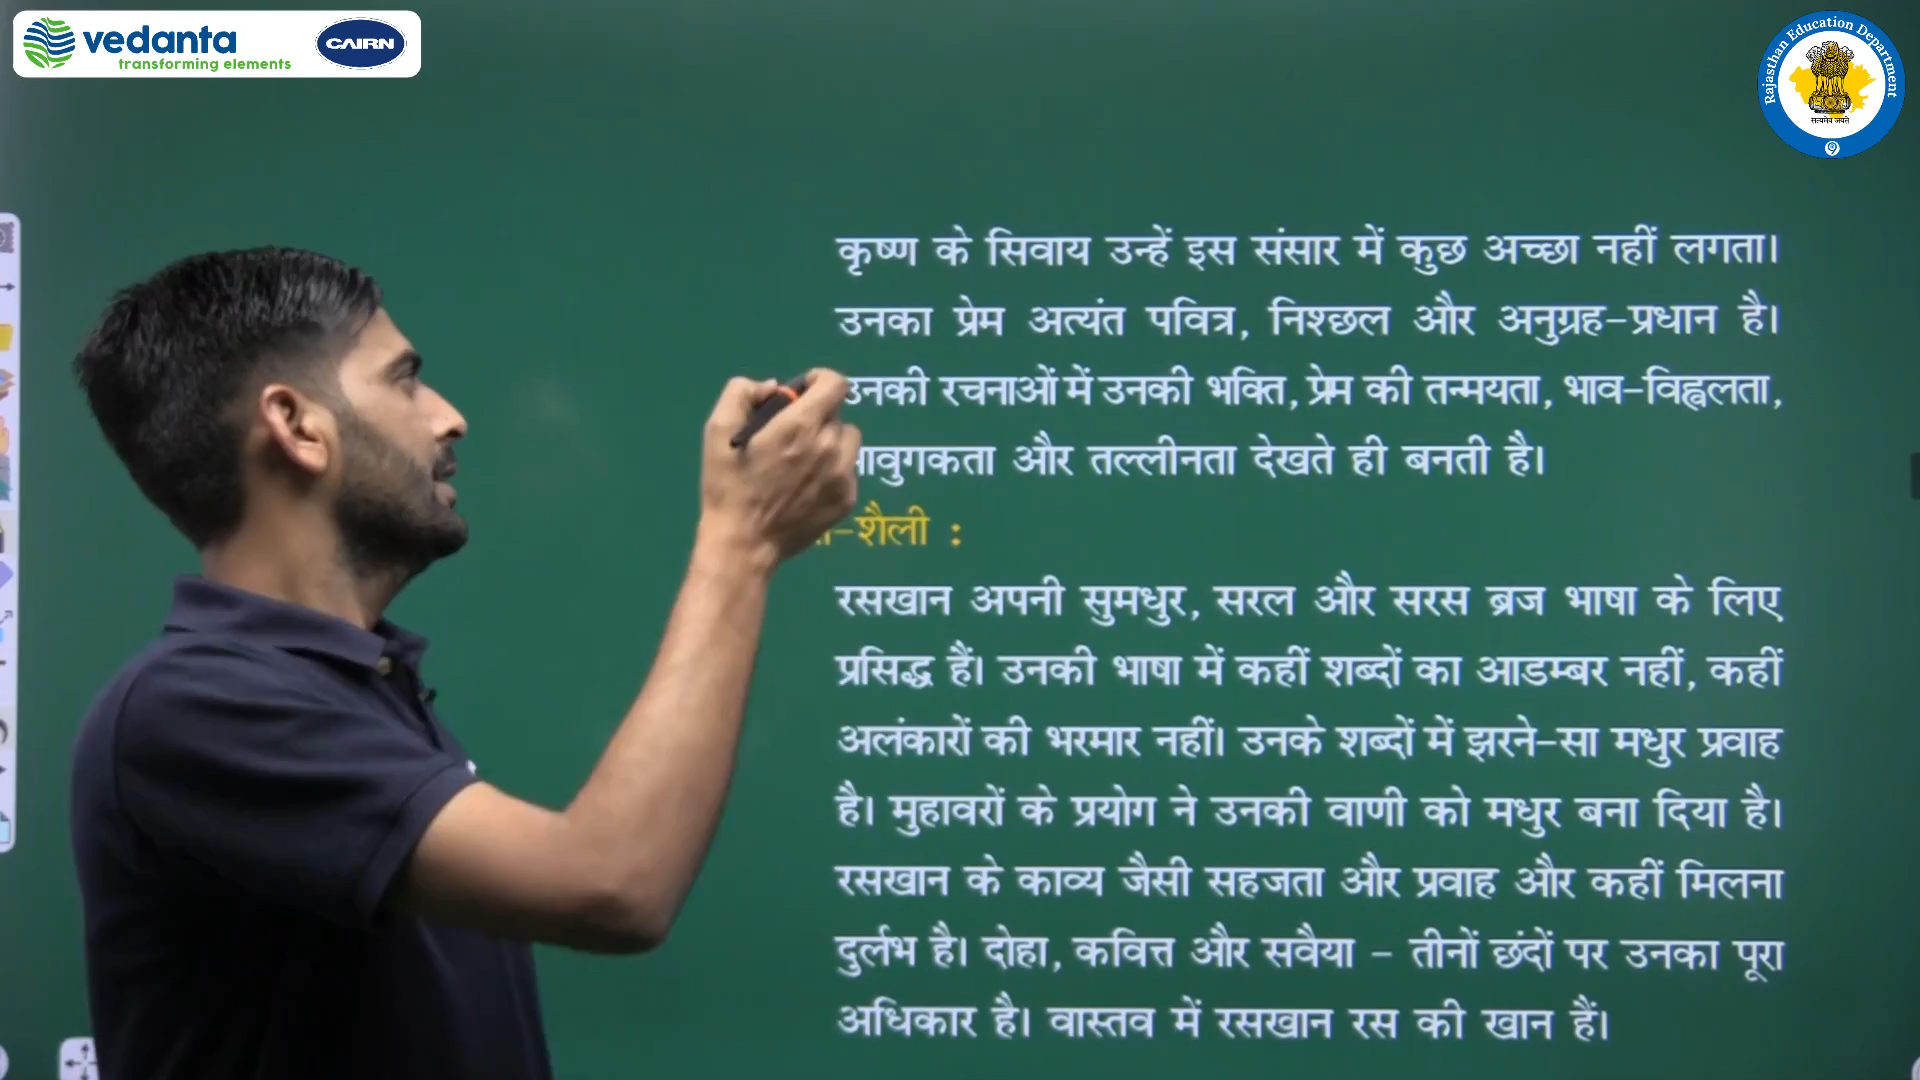 vedanta
transforming elements
CAIRN
Rajasthan Education Department
सत्यमेव जयते
कृष्ण के सिवाय उन्हें इस संसार में कुछ अच्छा नहीं लगता।
उनका प्रेम अत्यंत पवित्र, निश्छल और अनुग्रह-प्रधान है।
उनकी रचनाओं में उनकी भक्ति, प्रेम की तन्मयता, भाव-विह्वलता,
और तल्लीनता देखते ही बनती है।
-शैली :
रसखान अपनी सुमधुर, सरल और सरस ब्रज भाषा के लिए
प्रसिद्ध हैं। उनकी भाषा में कहीं शब्दों का आडम्बर नहीं, कहीं
अलंकारों की भरमार नहीं। उनके शब्दों में झरने-सा मधुर प्रवाह
है। मुहावरों के प्रयोग ने उनकी वाणी को मधुर बना दिया है।
रसखान के काव्य जैसी सहजता और प्रवाह और कहीं मिलना
दुर्लभ है। दोहा, कवित्त और सवैया - तीनों छंदों पर उनका पूरा
अधिकार है। वास्तव में रसखान रस की खान हैं।